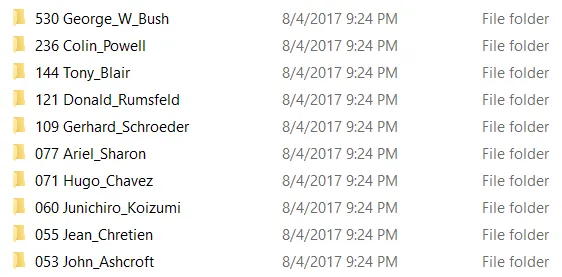 530 George_W_Bush 8/4/2017 9:24 PM File folder
236 Colin_Powell 8/4/2017 9:24 PM File folder
144 Tony_Blair 8/4/2017 9:24 PM File folder
121 Donald_Rumsfeld 8/4/2017 9:24 PM File folder
109 Gerhard_Schroeder 8/4/2017 9:24 PM File folder
077 Ariel_Sharon 8/4/2017 9:24 PM File folder
071 Hugo_Chavez 8/4/2017 9:24 PM File folder
060 Junichiro_Koizumi 8/4/2017 9:24 PM File folder
055 Jean_Chretien 8/4/2017 9:24 PM File folder
053 John_Ashcroft 8/4/2017 9:24 PM File folder